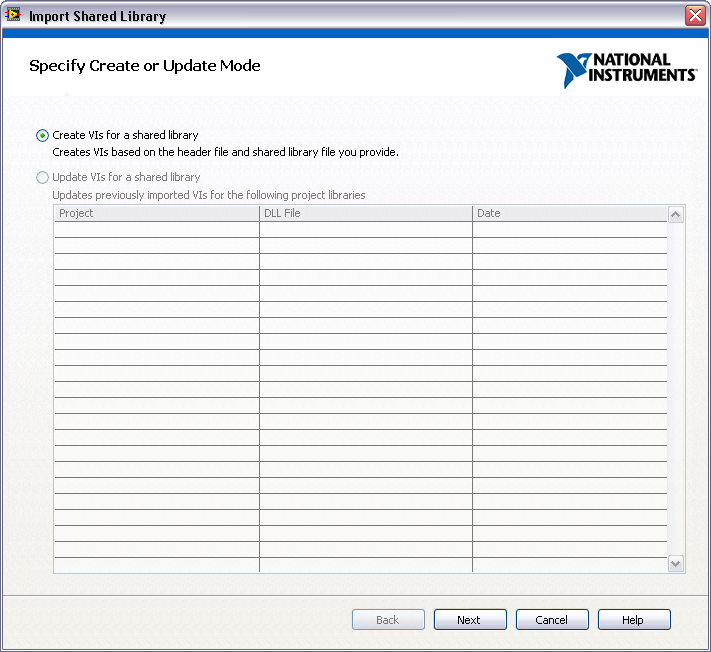 Import Shared Library
Specify Create or Update Mode
NATIONAL
INSTRUMENTS
Create VIs for a shared library
Creates VIs based on the header file and shared library file you provide.
Update VIs for a shared library
Updates previously imported VIs for the following project libraries
Project DLL File Date
Back Next Cancel Help